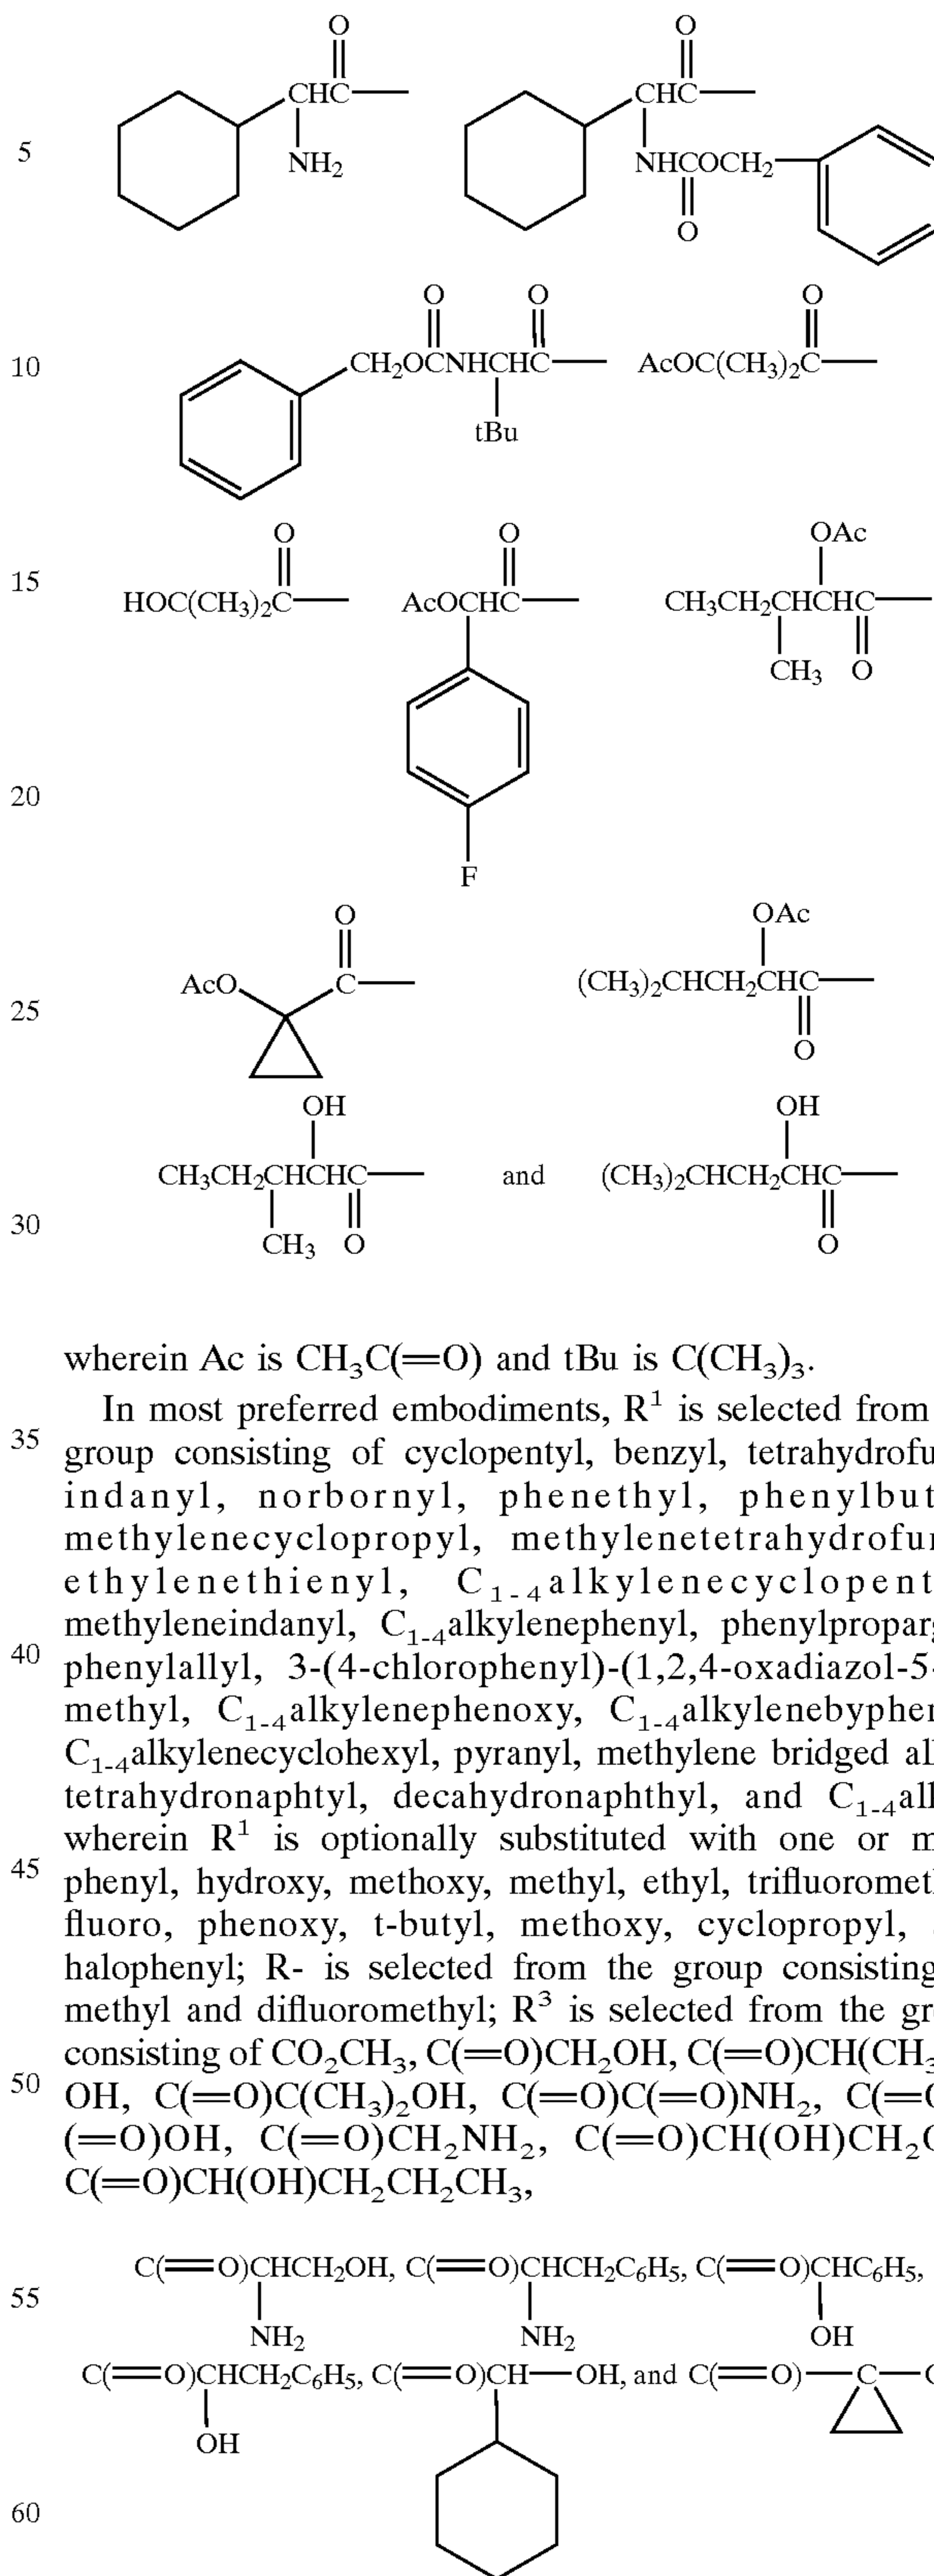 O O
CHC CHC
5
NH₂ NHCOCH₂
O
O O O
10 CH₂OCNHCHC AcOC(CH₃)₂C
tBu
O O OAc
15 HOC(CH₃)₂C AcOCHC CH₃CH₂CHCHC
CH₃ O
20
F
O OAc
AcO C (CH₃)₂CHCH₂CHC
25
O
OH OH
CH₃CH₂CHCHC and (CH₃)₂CHCH₂CHC
30
CH₃ O O
wherein Ac is CH₃C(=O) and tBu is C(CH₃)₃.
In most preferred embodiments, R¹ is selected from
35 group consisting of cyclopentyl, benzyl, tetrahydrofu
indanyl, norbornyl, phenethyl, phenylbut
methylenecyclopropyl, methylenetetrahydrofur
ethylenethienyl, C₁₋₄alkylenecyclopent
methyleneindanyl, C₁₋₄alkylenephenyl, phenylproparg
40 phenylallyl, 3-(4-chlorophenyl)-(1,2,4-oxadiazol-5-
methyl, C₁₋₄alkylenephenoxy, C₁₋₄alkylenebyphen
C₁₋₄alkylenecyclohexyl, pyranyl, methylene bridged all
tetrahydronaphtyl, decahydronaphthyl, and C₁₋₄alk
wherein R¹ is optionally substituted with one or m
45 phenyl, hydroxy, methoxy, methyl, ethyl, trifluorometh
fluoro, phenoxy, t-butyl, methoxy, cyclopropyl,
halophenyl; R- is selected from the group consisting
methyl and difluoromethyl; R³ is selected from the gro
consisting of CO₂CH₃, C(=O)CH₂OH, C(=O)CH(CH₃
50 OH, C(=O)C(CH₃)₂OH, C(=O)C(=O)NH₂, C(=O
(=O)OH, C(=O)CH₂NH₂, C(=O)CH(OH)CH₂C
C(=O)CH(OH)CH₂CH₂CH₃,
C(=O)CHCH₂OH, C(=O)CHCH₂C₆H₅, C(=O)CHC₆H₅,
55
NH₂ NH₂ OH
C(=O)CHCH₂C₆H₅, C(=O)CH—OH, and C(=O)—C
OH
60